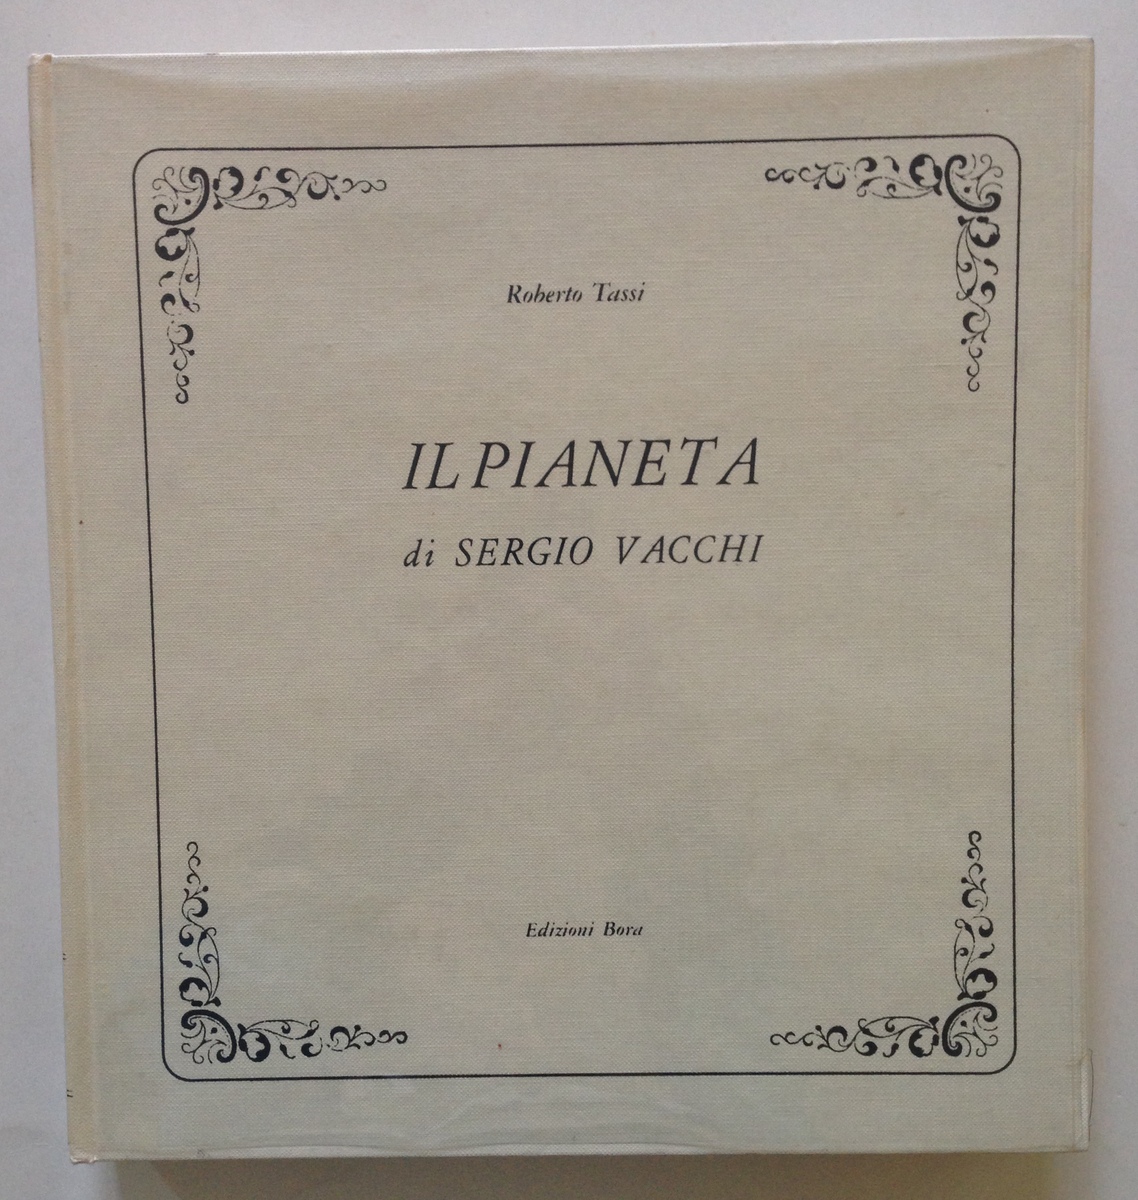 Roberto Tassi
IL PIANETA
di SERGIO VACCHI
Edizioni Bora